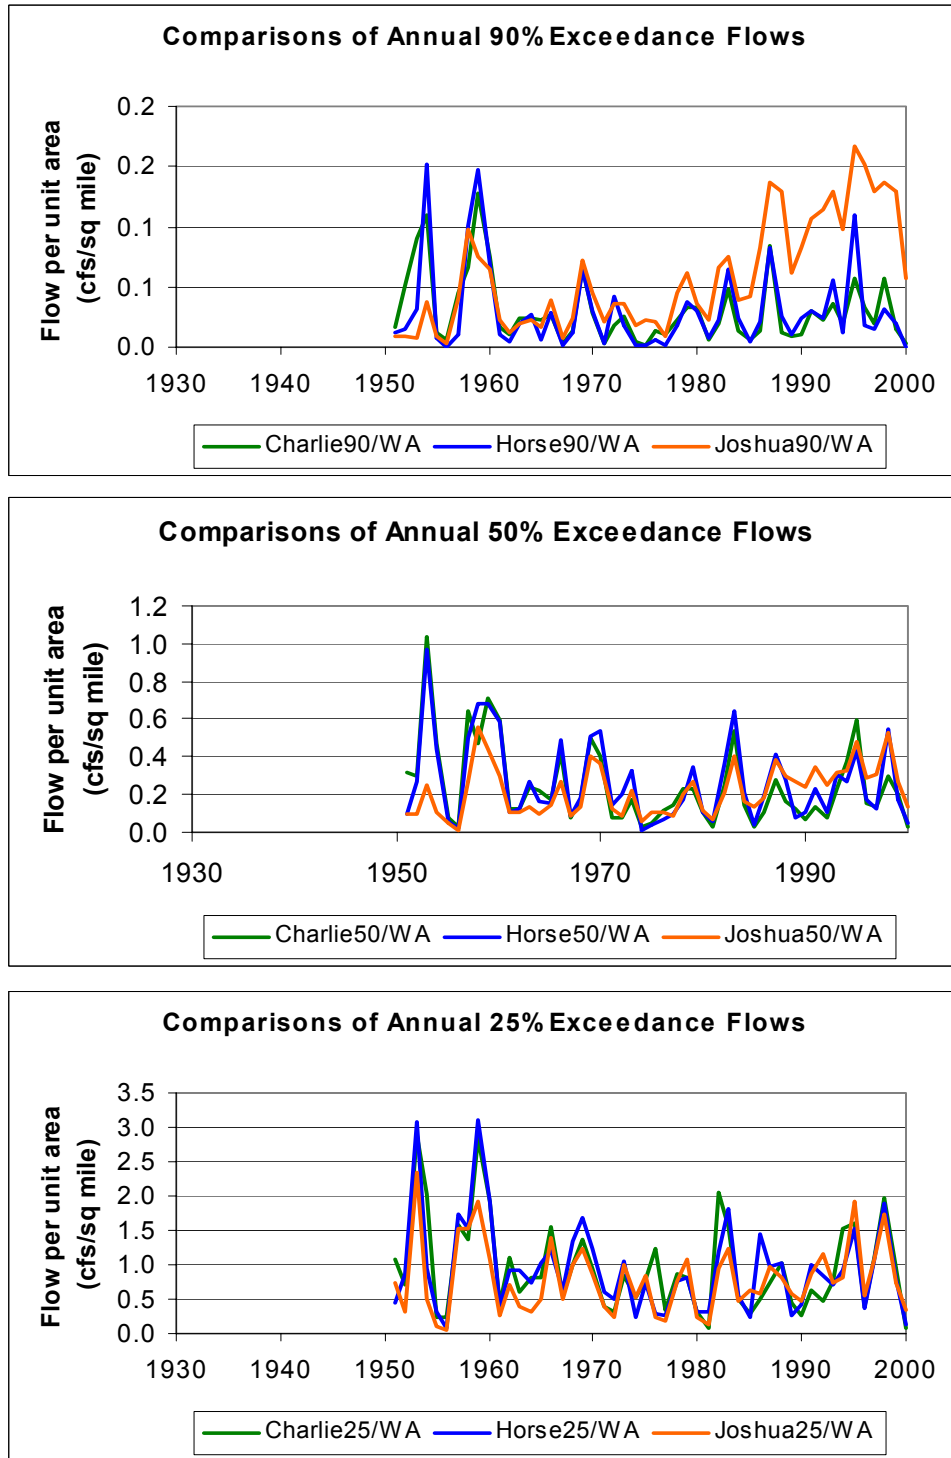 Comparisons of Annual 90% Exceedance Flows
Flow per unit area
(cfs/sq mile)
0.2
0.2
0.1
0.1
0.0
1930 1940 1950 1960 1970 1980 1990 2000
Charlie90/WA Horse90/WA Joshua90/WA
Comparisons of Annual 50% Exceedance Flows
Flow per unit area
(cfs/sq mile)
1.2
1.0
0.8
0.6
0.4
0.2
0.0
1930 1950 1970 1990
Charlie50/WA Horse50/WA Joshua50/WA
Comparisons of Annual 25% Exceedance Flows
Flow per unit area
(cfs/sq mile)
3.5
3.0
2.5
2.0
1.5
1.0
0.5
0.0
1930 1940 1950 1960 1970 1980 1990 2000
Charlie25/WA Horse25/WA Joshua25/WA